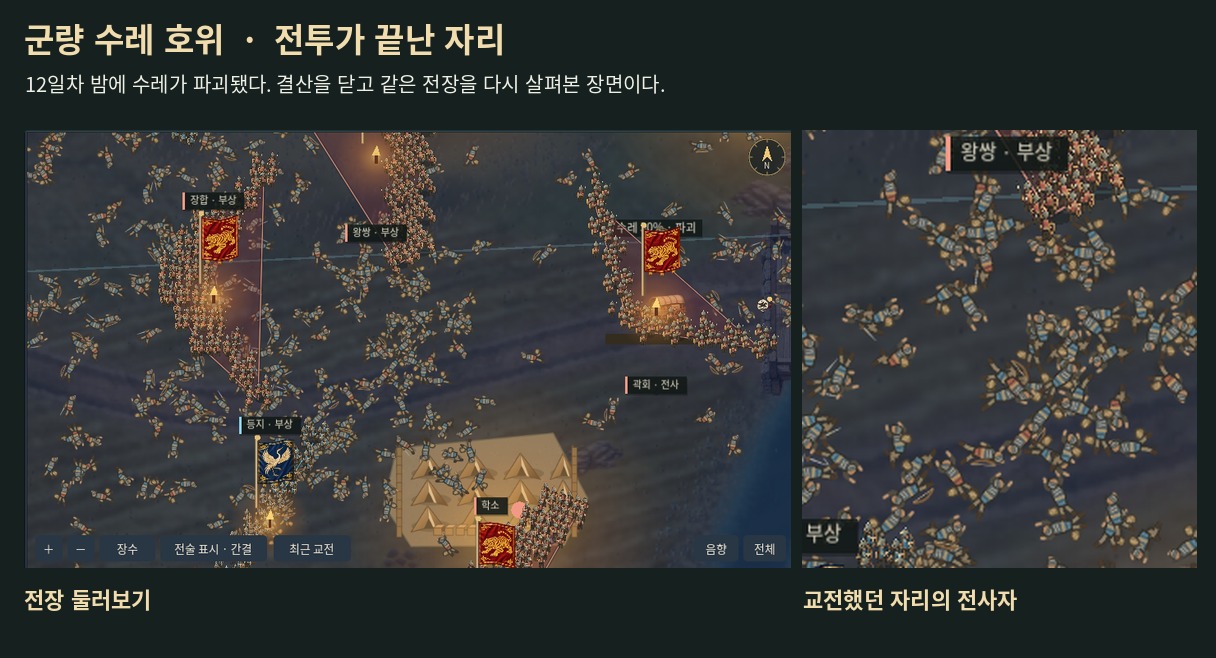 군량 수레 호위 · 전투가 끝난 자리
12일차 밤에 수레가 파괴됐다. 결산을 닫고 같은 전장을 다시 살펴본 장면이다.
N
장합 · 부상
왕쌍 · 부상
파괴
곽회 · 전사
등지 · 부상
학소
+
−
장수
전술 표시 · 간결
최근 교전
음향
전체
왕쌍 · 부상
부상
전장 둘러보기
교전했던 자리의 전사자